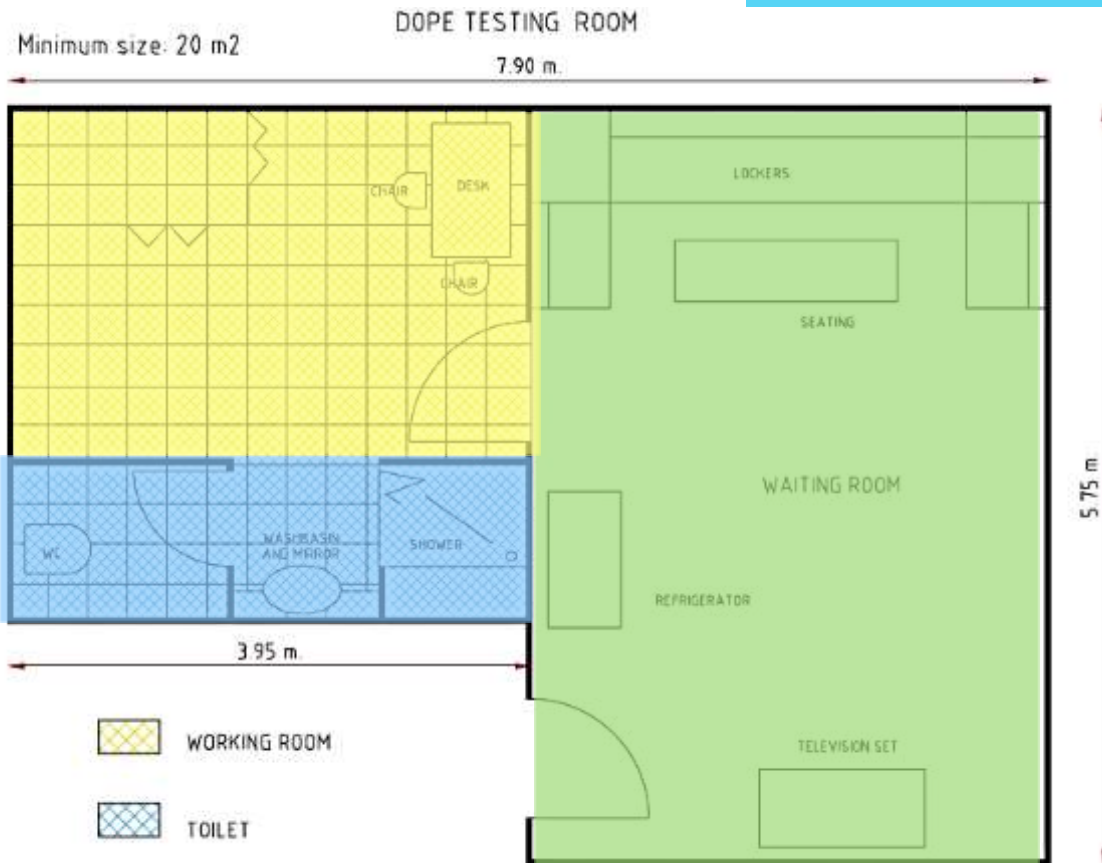 DOPE TESTING ROOM
Minimum size: 20 m2
7.90 m.
LOCKERS
CHAIR
DESK
CHAIR
SEATING
WAITING ROOM
5.75 m.
WC
WASHBASIN
AND MIRROR
SHOWER
REFRIGERATOR
3.95 m.
WORKING ROOM
TELEVISION SET
TOILET